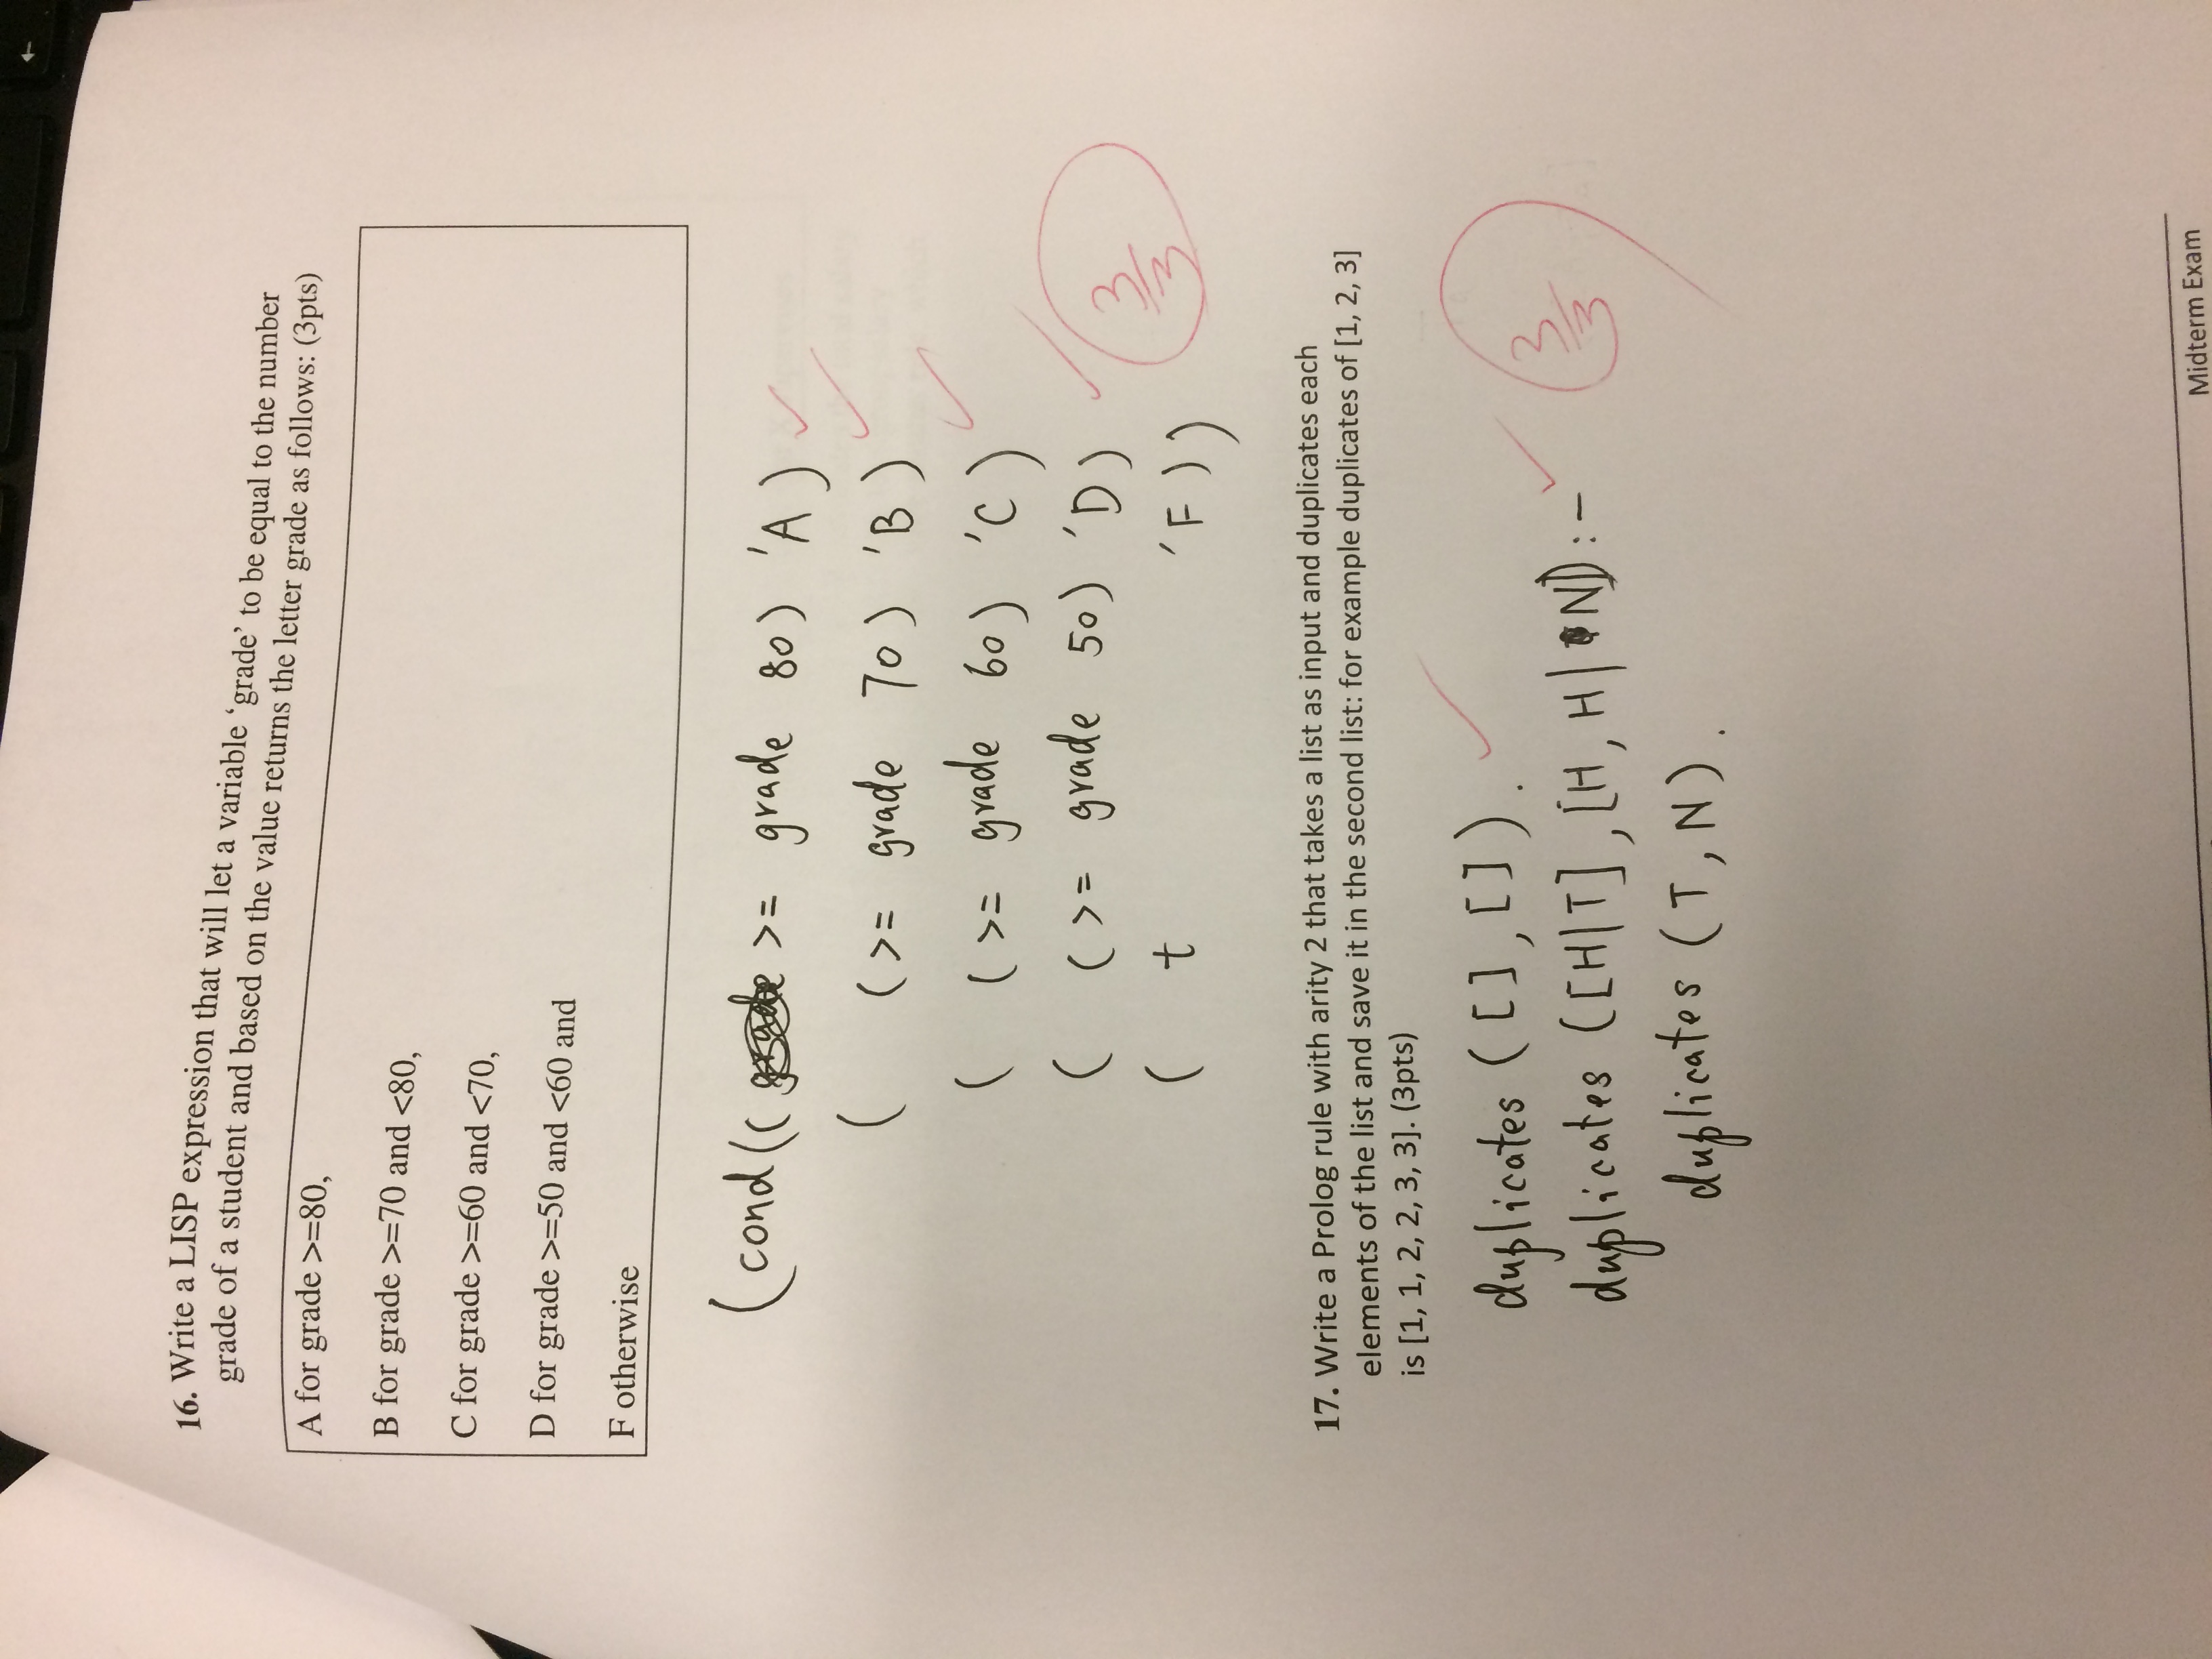 16. Write a LISP expression that will let a variable ‘grade’ to be equal to the number
grade of a student and based on the value returns the letter grade as follows: (3pts)
A for grade >=80,
B for grade >=70 and <80,
C for grade >=60 and <70,
D for grade >=50 and <60 and
F otherwise
(cond(( >= grade 80) 'A)
( (>= grade 70) 'B)
( (>= grade 60) 'C)
( (>= grade 50) 'D)
3/3
( t 'F))
17. Write a Prolog rule with arity 2 that takes a list as input and duplicates each
elements of the list and save it in the second list: for example duplicates of [1, 2, 3]
is [1, 1, 2, 2, 3, 3]. (3pts)
duplicates ([],[]).
duplicates ([H|T],[H, H|N]):-
3/3
duplicates (T,N).
Midterm Exam